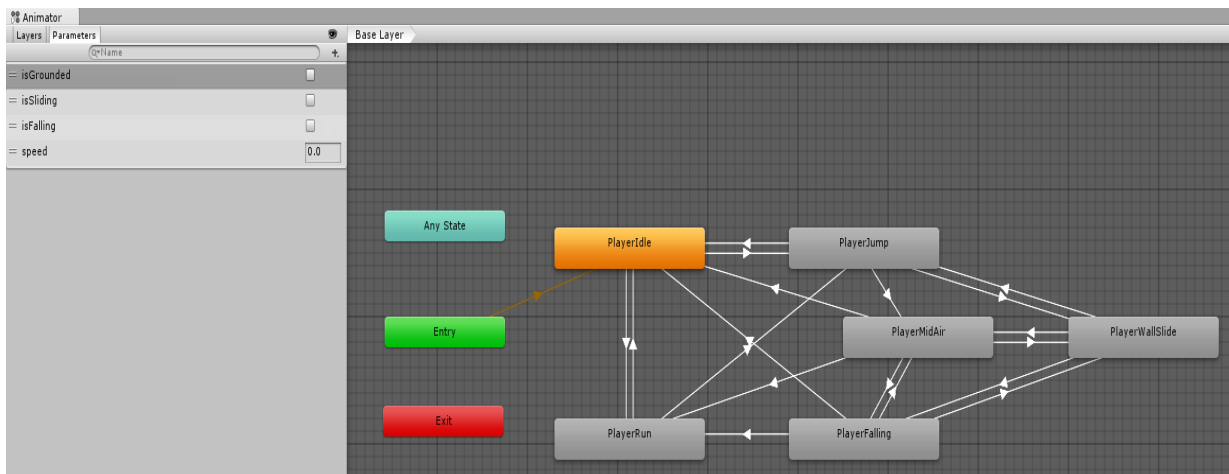 Animator
Layers Parameters
Base Layer
Name
isGrounded
isSliding
isFalling
speed 0.0
Any State
PlayerIdle
PlayerJump
Entry
PlayerMidAir
PlayerWallSlide
Exit
PlayerRun
PlayerFalling